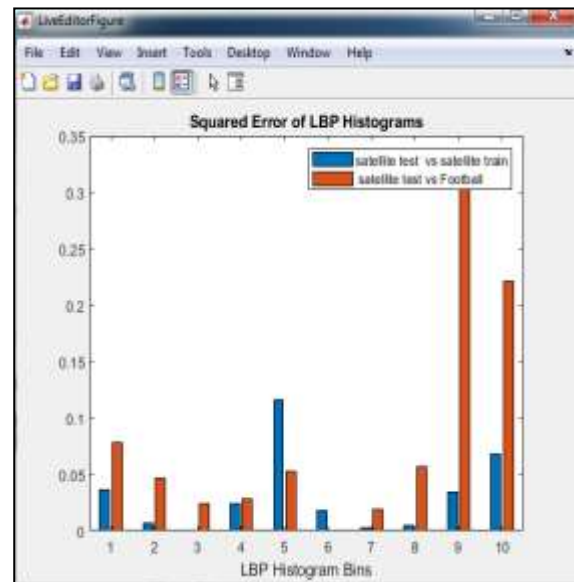 LiveEditorFigure
File Edit View Insert Tools Desktop Window Help
Squared Error of LBP Histograms
satellite test vs satellite train
satellite test vs Football
0.35
0.3
0.25
0.2
0.15
0.1
0.05
0
1 2 3 4 5 6 7 8 9 10
LBP Histogram Bins